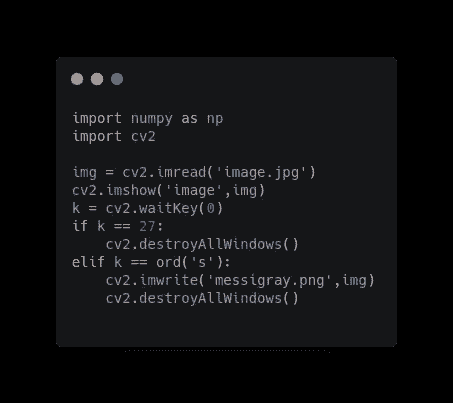 import numpy as np
import cv2
img = cv2.imread('image.jpg')
cv2.imshow('image',img)
k = cv2.waitKey(0)
if k == 27:
    cv2.destroyAllWindows()
elif k == ord('s'):
    cv2.imwrite('messigray.png',img)
    cv2.destroyAllWindows()